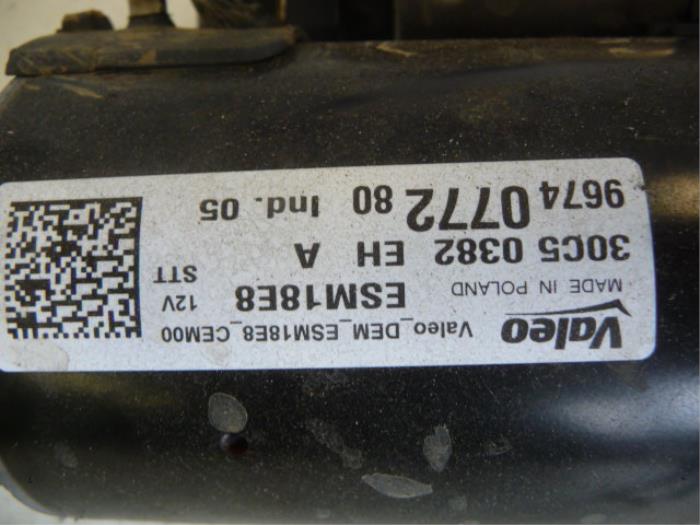 Valeo
Valeo_DEM_ESM18E8_CEM00
MADE IN POLAND
ESM18E8
12V
STT
30C5 0382 EH A
9674 0772 80 Ind. 05